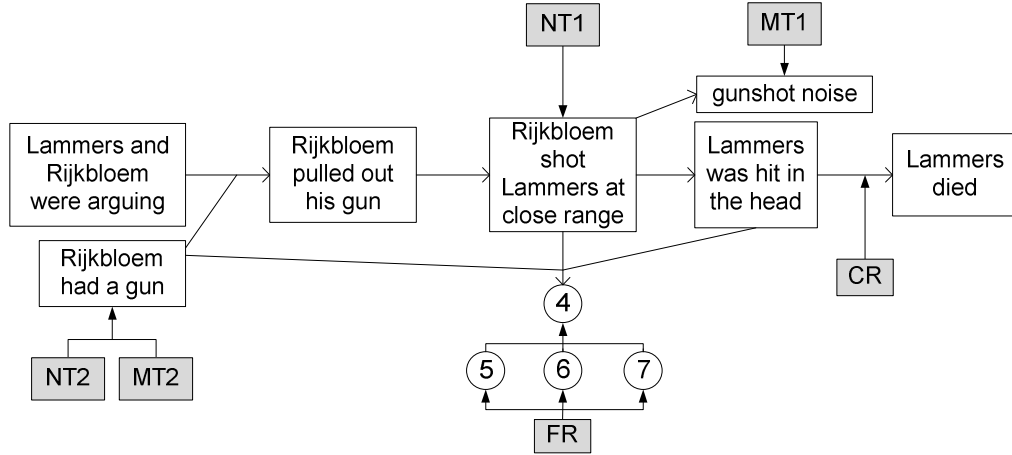 NT1
MT1
gunshot noise
Lammers and
Rijkbloem
were arguing
Rijkbloem
pulled out
his gun
Rijkbloem
shot
Lammers at
close range
Lammers
was hit in
the head
Lammers
died
Rijkbloem
had a gun
CR
4
NT2
MT2
5
6
7
FR